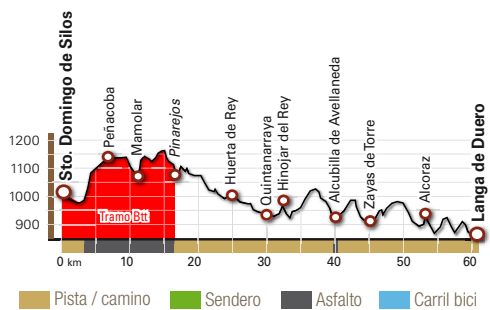 Sto. Domingo de Silos
Peñacoba
Mamolar
Pinarejos
Huerta de Rey
Quintanarraya
Hinojar del Rey
Alcubilla de Avellaneda
Zayas de Torre
Alcoraz
Langa de Duero
1200
1100
1000
900
Tramo Btt
0 km 10 20 30 40 50 60
Pista / camino Sendero Asfalto Carril bici